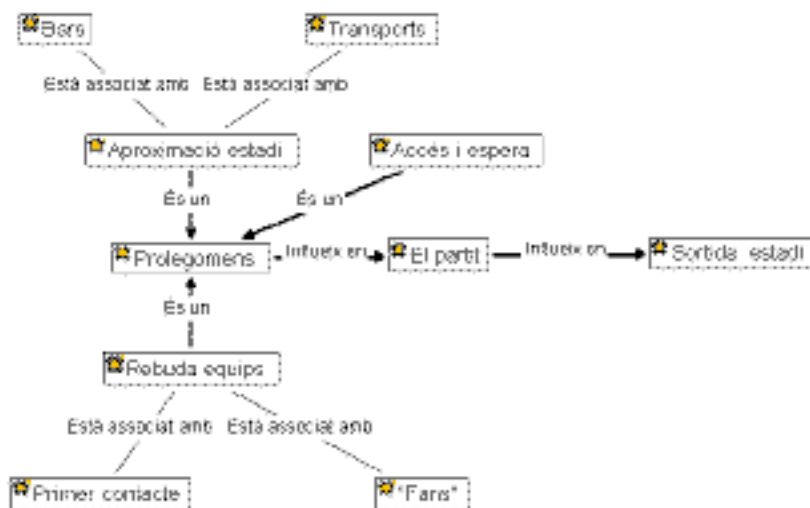 Bars
Transports
Està associat amb
Està associat amb
Aproximació estadi
Accés i espera
És un
És un
Prolegomens
Influeix en
El partit
Influeix en
Sortida estadi
És un
Rebuda equips
Està associat amb
Està associat amb
Primer contacte
"Fans"